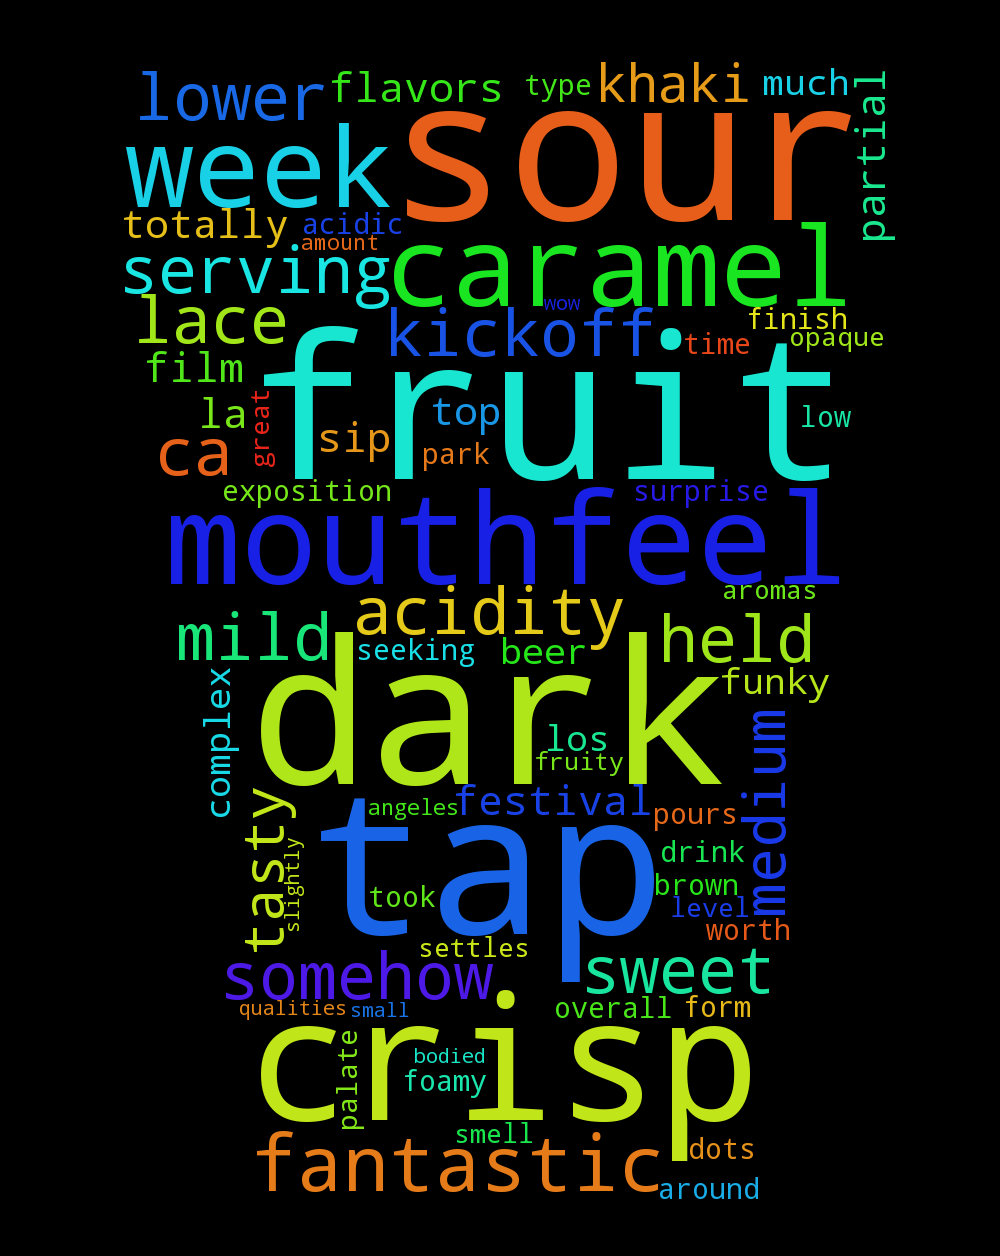 lower flavors type khaki much
partial
week sour
totally acidic
amount
serving caramel
lace kickoff wow finish
time opaque
film fruit
la great top low
ca sip park
exposition surprise
mouthfeel
aromas
mild acidity held
seeking beer
funky
complex dark medium
los
fruity
angeles festival pours
tasty tap drink
slightly took brown
level
settles worth
somehow sweet
qualities small overall form
crisp
palate bodied
foamy
smell
fantastic dots
around